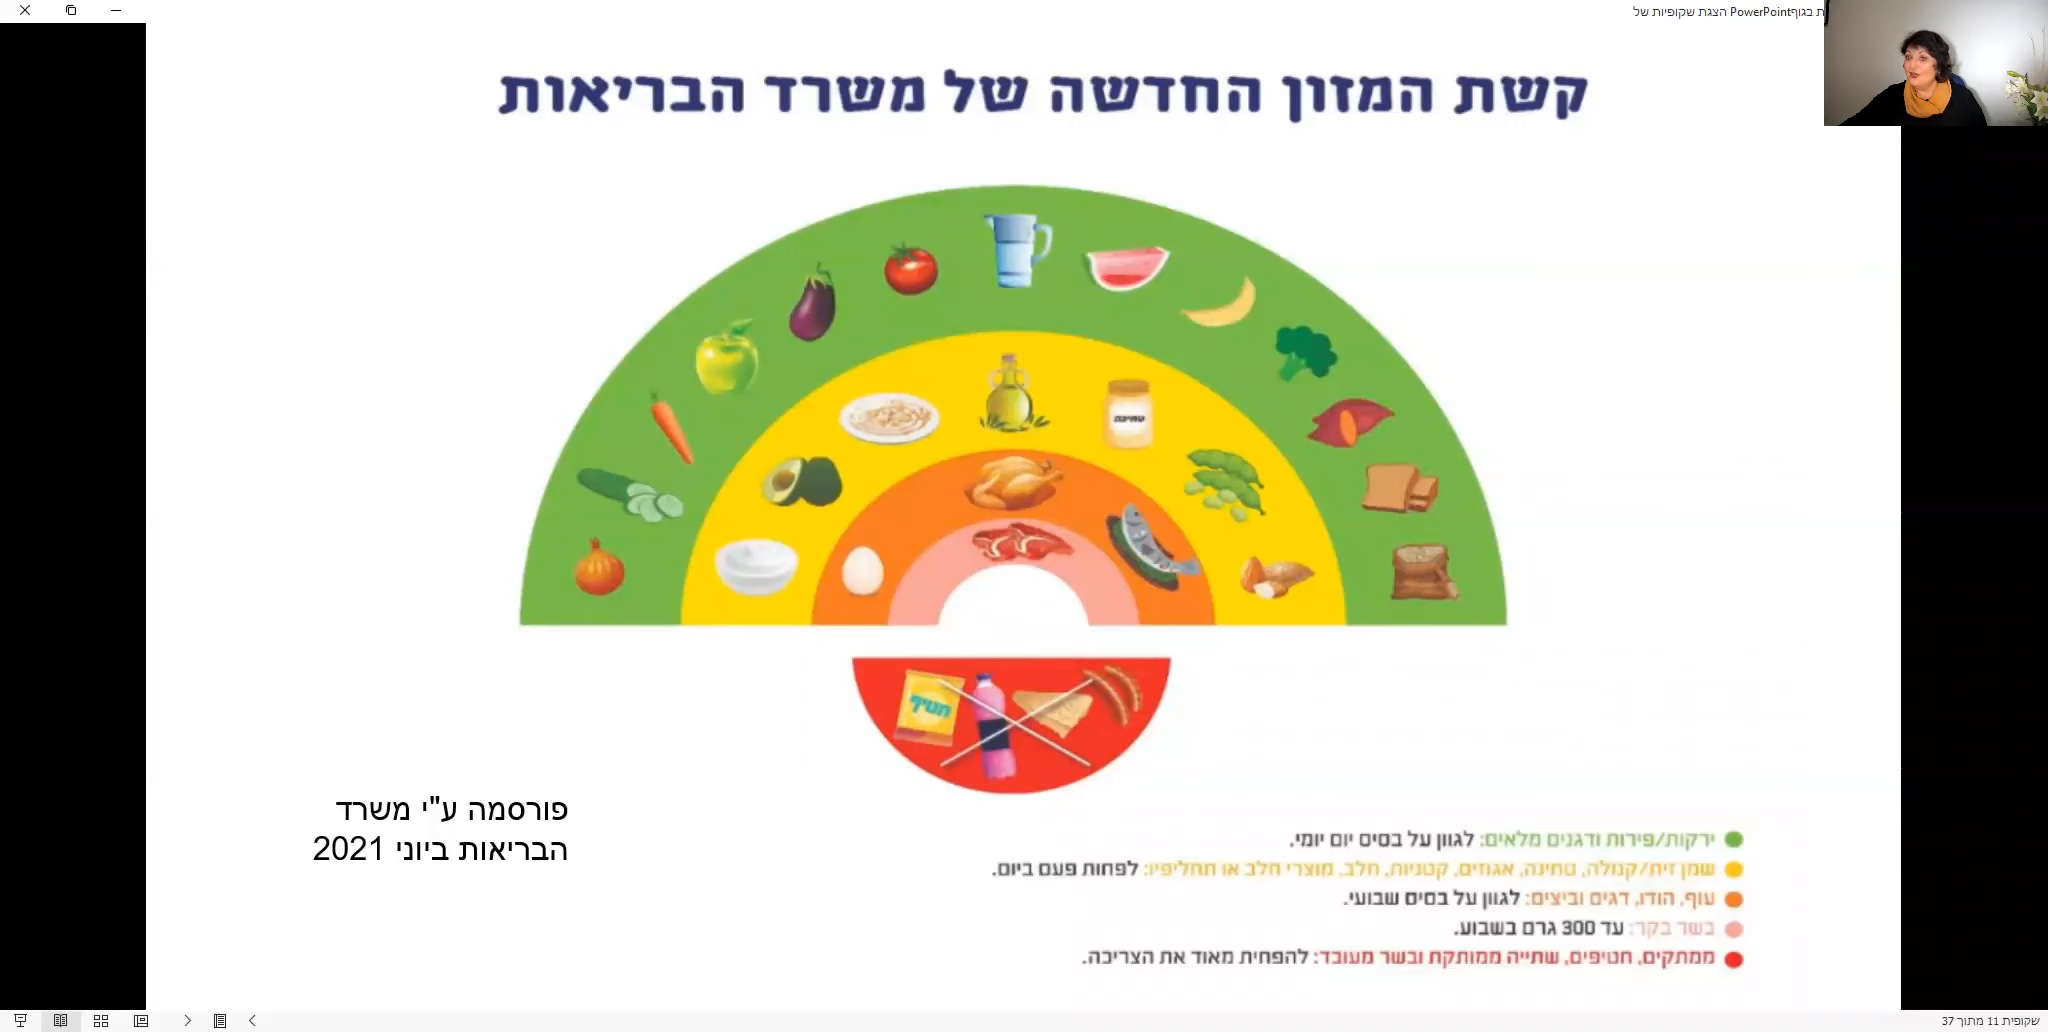 הצגת שקופיות של PowerPoint
קשת המזון החדשה של משרד הבריאות
טחינה
חטיף
פורסמה ע"י משרד
הבריאות ביוני 2021
ירקות/פירות ודגנים מלאים: לגוון על בסיס יום יומי.
שמן זית/קנולה, טחינה, אגוזים, קטניות, חלב, מוצרי חלב או תחליפיו: לפחות פעם ביום.
עוף, הודו, דגים וביצים: לגוון על בסיס שבועי.
בשר בקר: עד 300 גרם בשבוע.
ממתקים, חטיפים, שתייה ממותקת ובשר מעובד: להפחית מאוד את הצריכה.
שקופית 11 מתוך 37